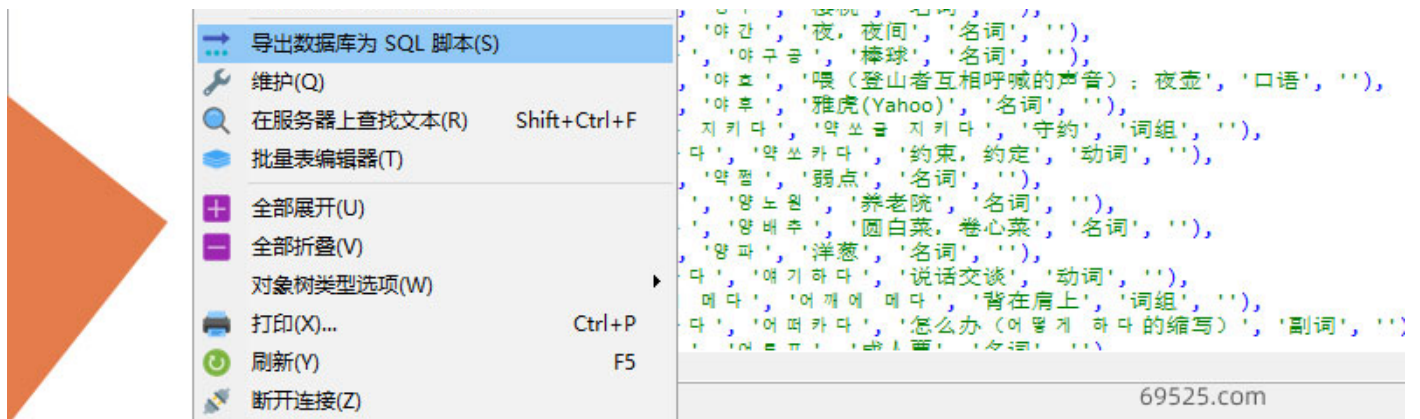 导出数据库为 SQL 脚本(S)
维护(Q)
在服务器上查找文本(R) Shift+Ctrl+F
批量表编辑器(T)
全部展开(U)
全部折叠(V)
对象树类型选项(W)
打印(X)... Ctrl+P
刷新(Y) F5
断开连接(Z)
, '야간', '夜，夜间', '名词', ''),
', '야구공', '棒球', '名词', ''),
, '야호', '喂（登山者互相呼喊的声音）；夜壶', '口语', ''),
, '야후', '雅虎(Yahoo)', '名词', ''),
지키다', '약쏘글 지키다', '守约', '词组', ''),
다', '약쏘카다', '约束，约定', '动词', ''),
, '약쩜', '弱点', '名词', ''),
', '양노원', '养老院', '名词', ''),
', '양배추', '圆白菜，卷心菜', '名词', ''),
, '양파', '洋葱', '名词', ''),
다', '얘기하다', '说话交谈', '动词', ''),
메다', '어깨에 메다', '背在肩上', '词组', ''),
다', '어떠카다', '怎么办（어떻게 하다的缩写）', '副词', '')
69525.com